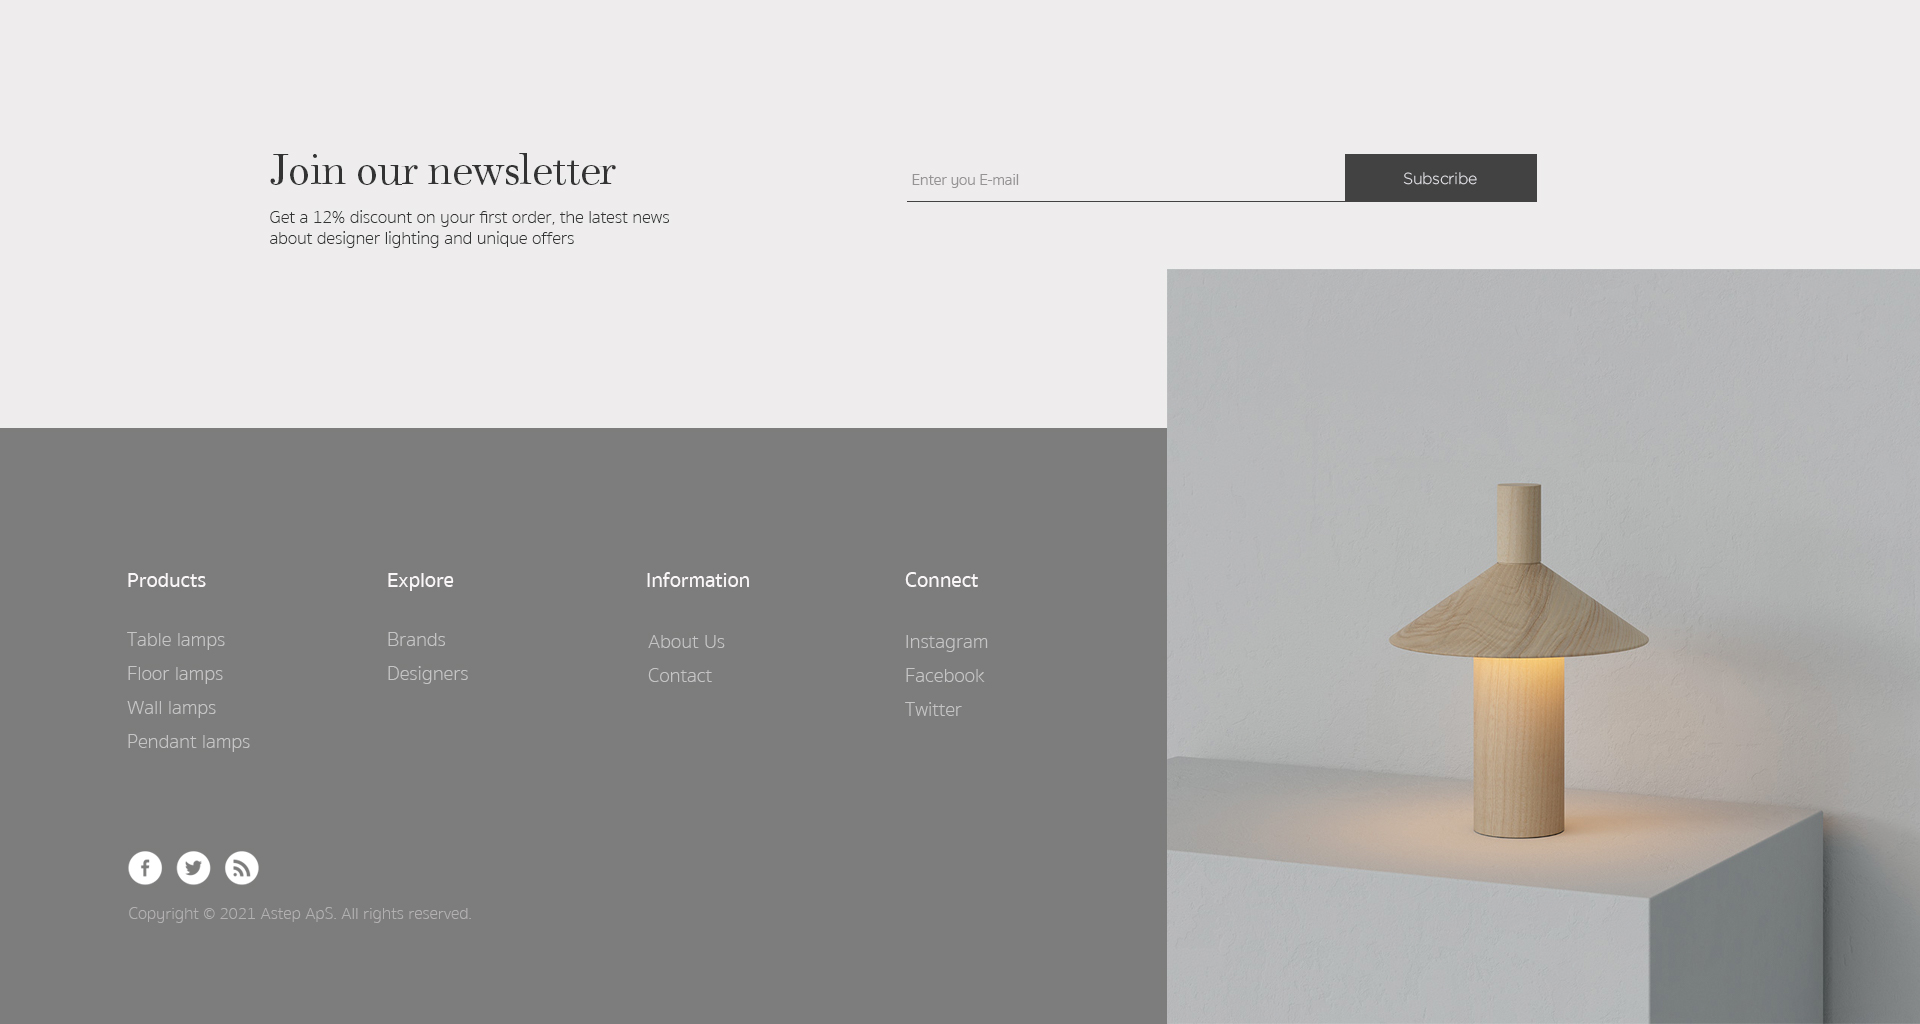 Join our newsletter
Get a 12% discount on your first order, the latest news
about designer lighting and unique offers
Enter you E-mail
Subscribe
Products
Table lamps
Floor lamps
Wall lamps
Pendant lamps
Explore
Brands
Designers
Information
About Us
Contact
Connect
Instagram
Facebook
Twitter
Copyright © 2021 Astep ApS. All rights reserved.